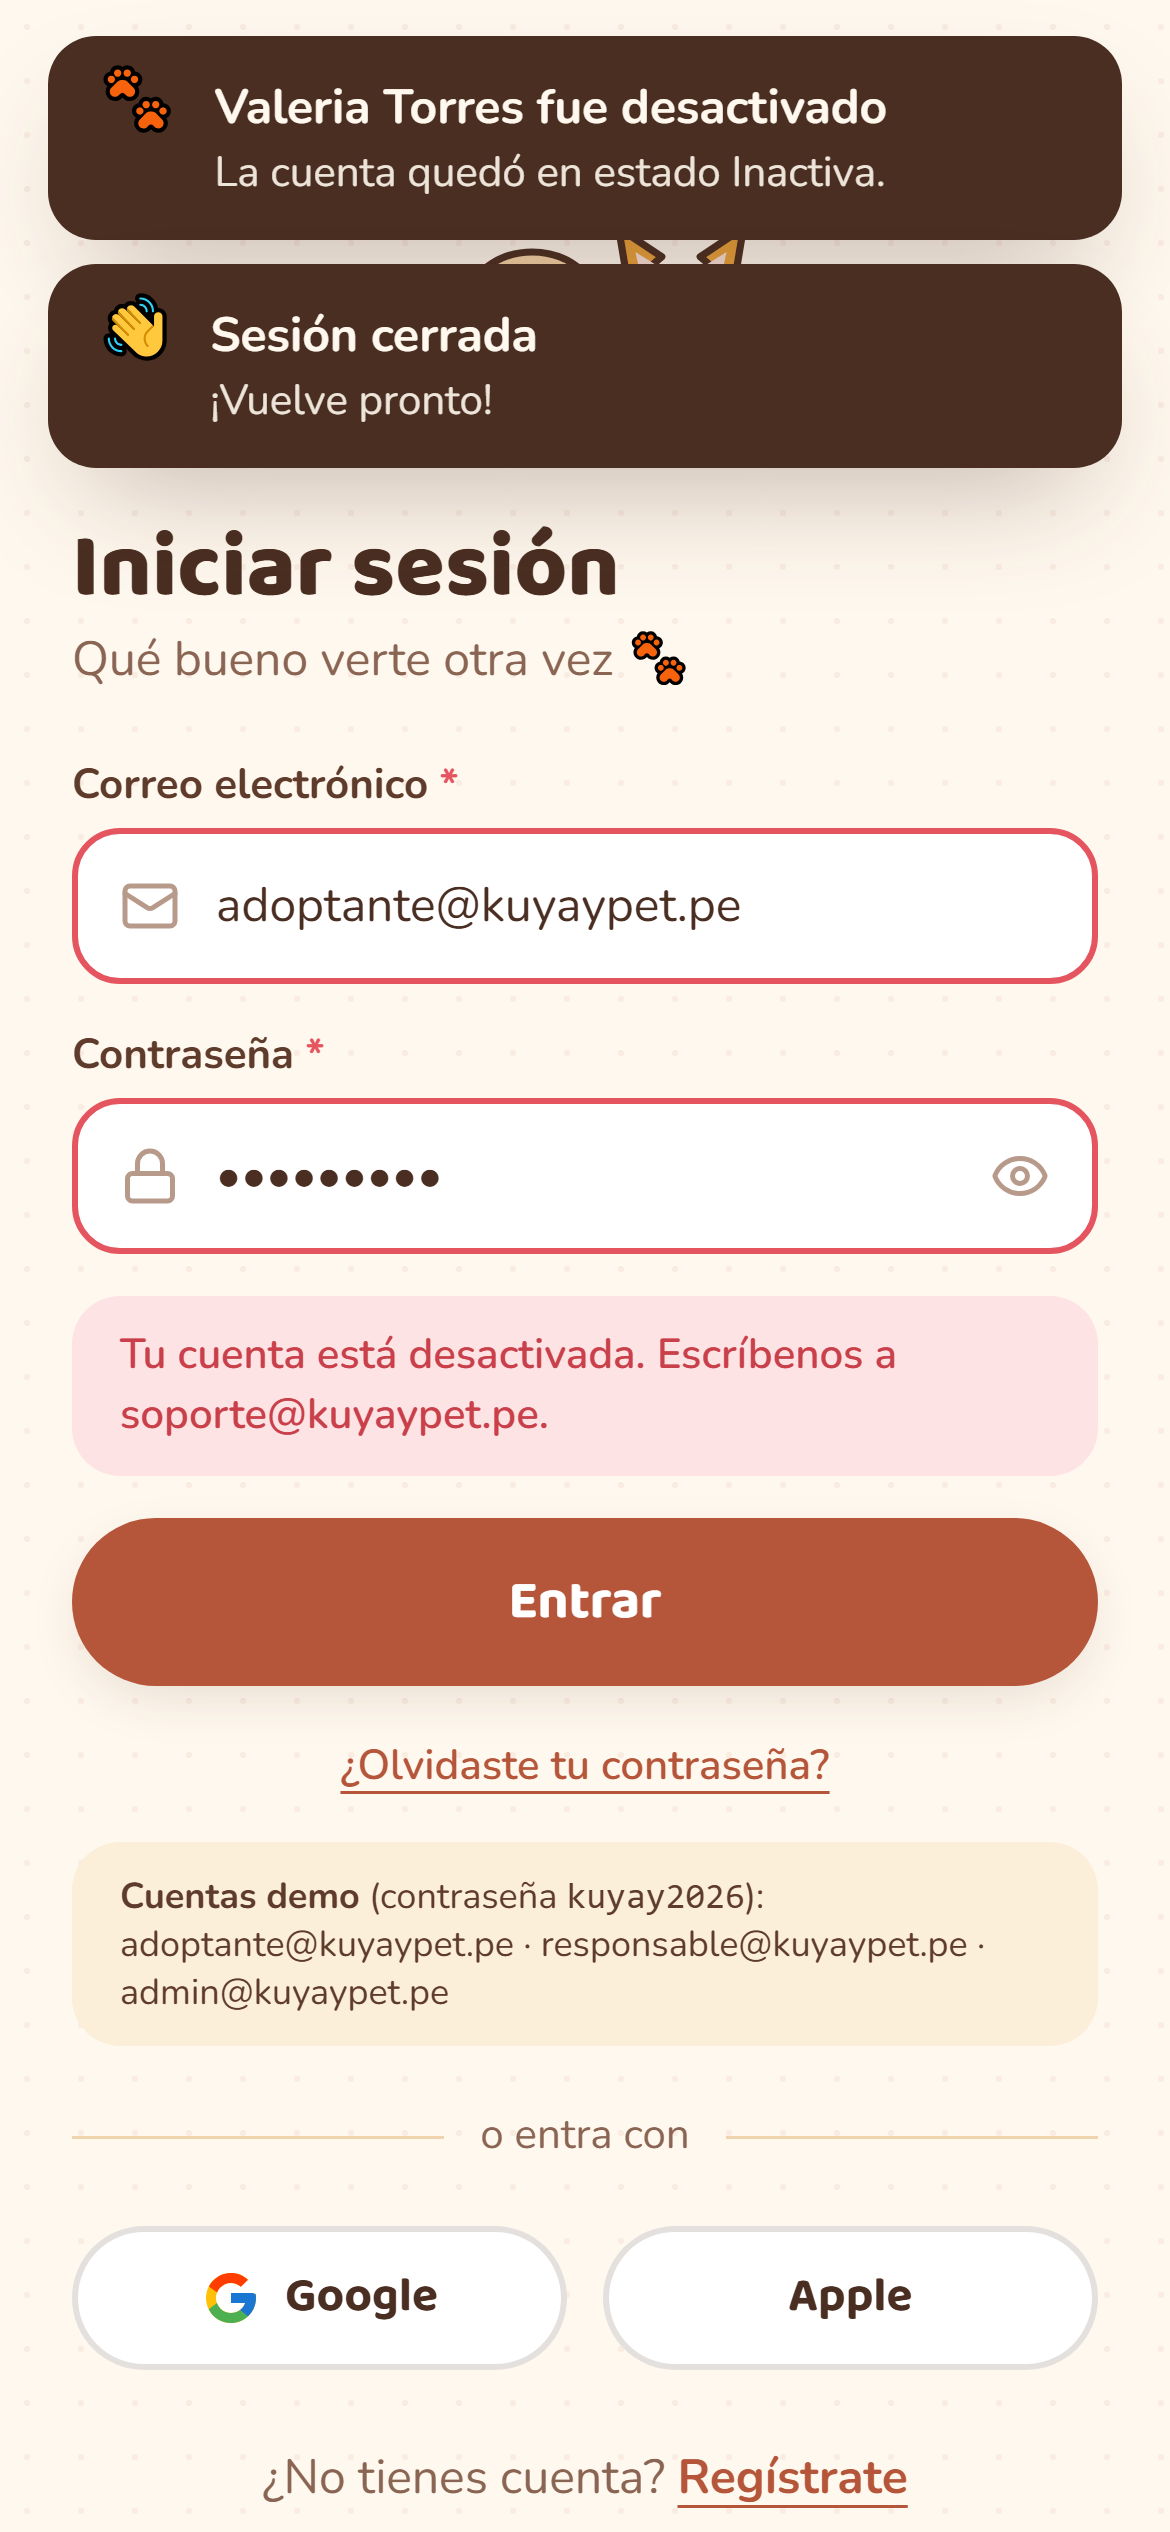 Valeria Torres fue desactivado
La cuenta quedó en estado Inactiva.
Sesión cerrada
¡Vuelve pronto!
Iniciar sesión
Qué bueno verte otra vez
Correo electrónico *
adoptante@kuyaypet.pe
Contraseña *
•••••••••
Tu cuenta está desactivada. Escríbenos a
soporte@kuyaypet.pe.
Entrar
¿Olvidaste tu contraseña?
Cuentas demo (contraseña kuyay2026):
adoptante@kuyaypet.pe · responsable@kuyaypet.pe ·
admin@kuyaypet.pe
o entra con
Google
Apple
¿No tienes cuenta? Regístrate